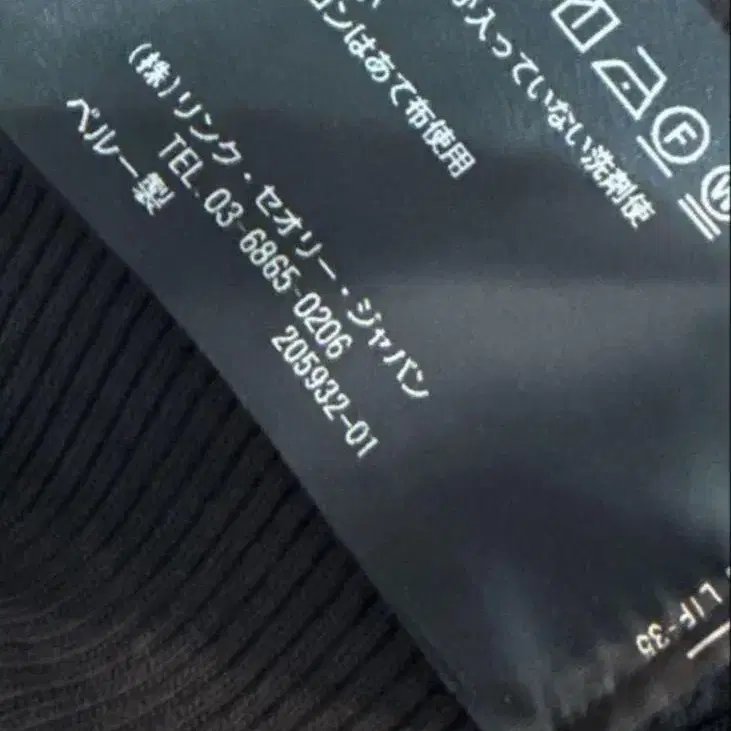 が入っていない洗剤使
ロンはあて布使用
(株)リンク・セオリー・ジャパン
TEL.03-6865-0206
205932-01
ペルー製
F
W
LIF-35